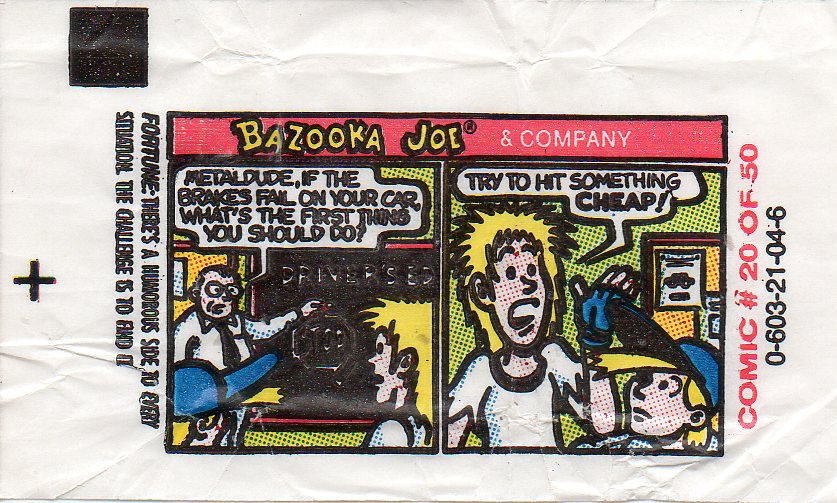 BAZOOKA JOE® & COMPANY
METALDUDE, IF THE
BRAKES FAIL ON YOUR CAR,
WHAT'S THE FIRST THING
YOU SHOULD DO?
DRIVER'S ED
STOP
TRY TO HIT SOMETHING
CHEAP!
FORTUNE: THERE'S A HUMOROUS SIDE TO EVERY
SITUATION. THE CHALLENGE IS TO FIND IT
COMIC # 20 OF 50
0-603-21-04-6